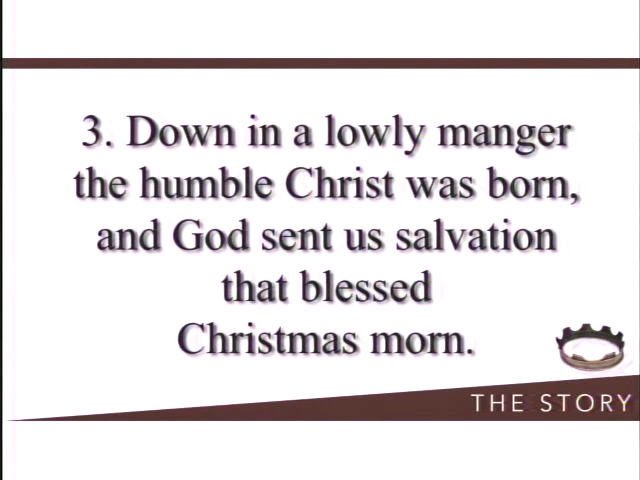 3. Down in a lowly manger
the humble Christ was born,
and God sent us salvation
that blessed
Christmas morn.
THE STORY